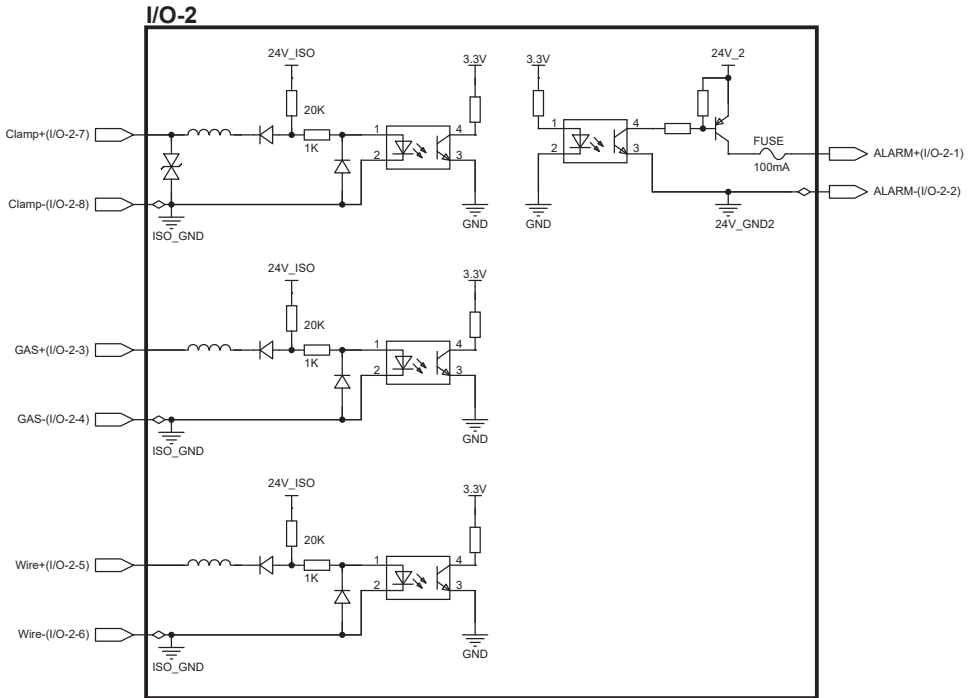 I/O-2
24V_ISO
3.3V
3.3V
24V_2
20K
Clamp+(I/O-2-7)
1K
1
4
2
3
1
4
2
3
FUSE
100mA
ALARM+(I/O-2-1)
ALARM-(I/O-2-2)
Clamp-(I/O-2-8)
ISO_GND
GND
GND
24V_GND2
24V_ISO
3.3V
20K
GAS+(I/O-2-3)
1K
1
4
2
3
GAS-(I/O-2-4)
ISO_GND
GND
24V_ISO
3.3V
20K
Wire+(I/O-2-5)
1K
1
4
2
3
Wire-(I/O-2-6)
ISO_GND
GND